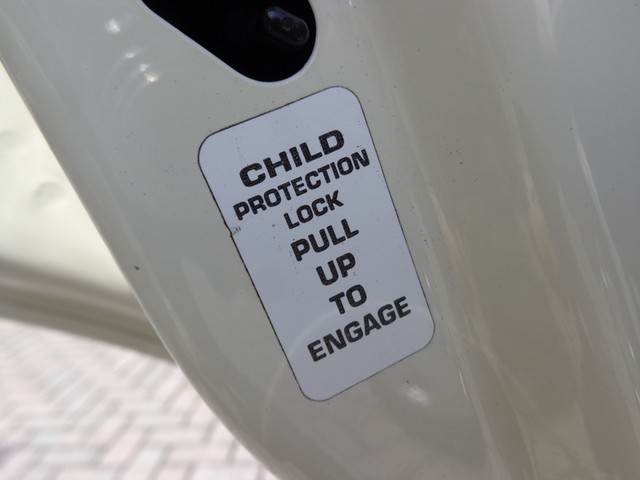 CHILD
PROTECTION
LOCK
PULL
UP
TO
ENGAGE